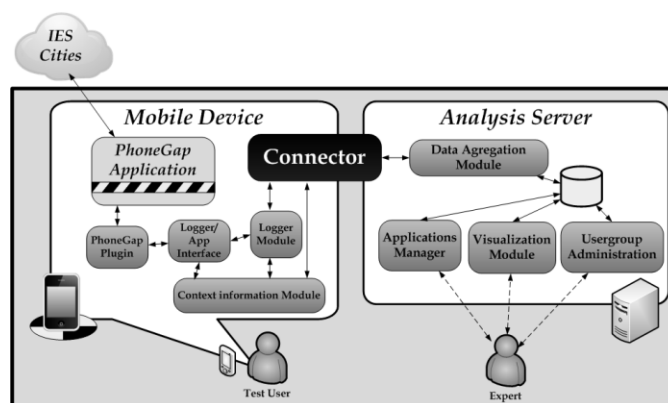 IES
Cities
Mobile Device
Analysis Server
PhoneGap
Application
Connector
Data Agregation
Module
PhoneGap
Plugin
Logger/
App
Interface
Logger
Module
Applications
Manager
Visualization
Module
Usergroup
Administration
Context information Module
Test User
Expert